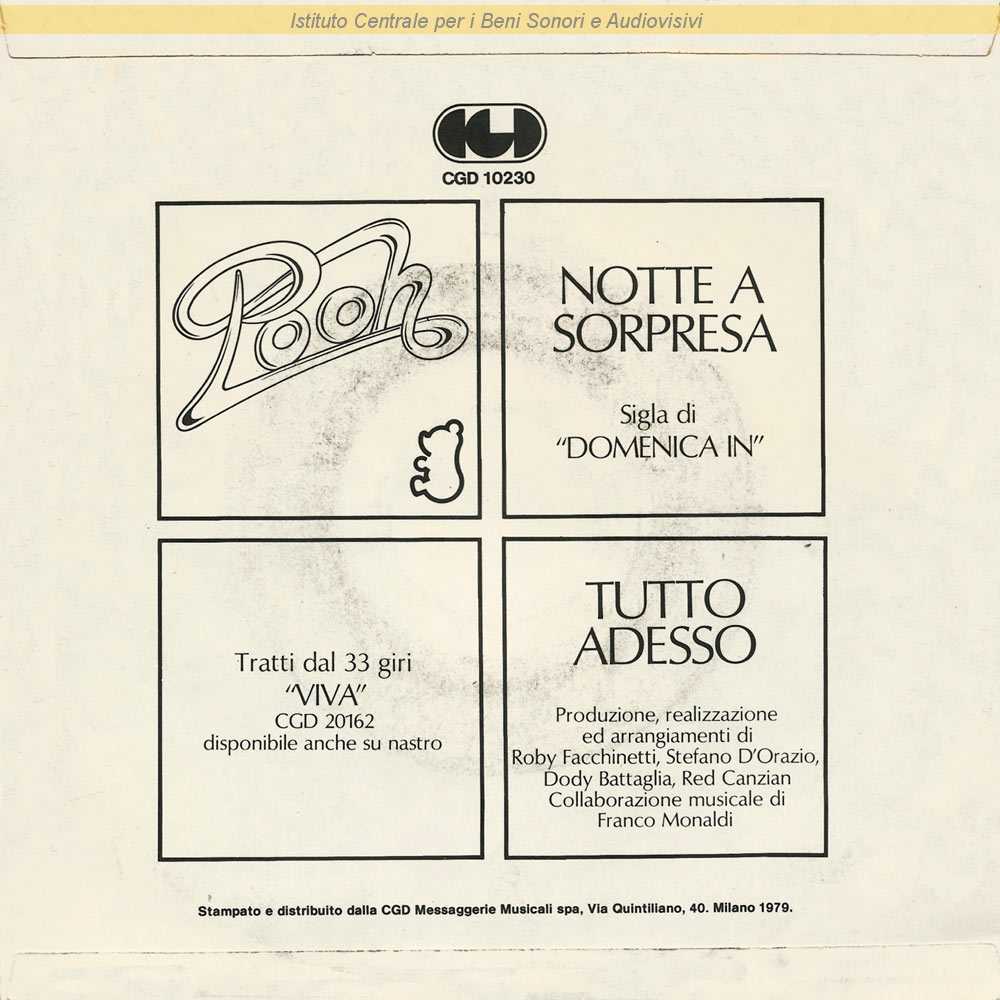 Istituto Centrale per i Beni Sonori e Audiovisivi
CGD
CGD 10230
Pooh
NOTTE A
SORPRESA
Sigla di
“DOMENICA IN”
Tratti dal 33 giri
“VIVA”
CGD 20162
disponibile anche su nastro
TUTTO
ADESSO
Produzione, realizzazione
ed arrangiamenti di
Roby Facchinetti, Stefano D'Orazio,
Dody Battaglia, Red Canzian
Collaborazione musicale di
Franco Monaldi
Stampato e distribuito dalla CGD Messaggerie Musicali spa, Via Quintiliano, 40. Milano 1979.